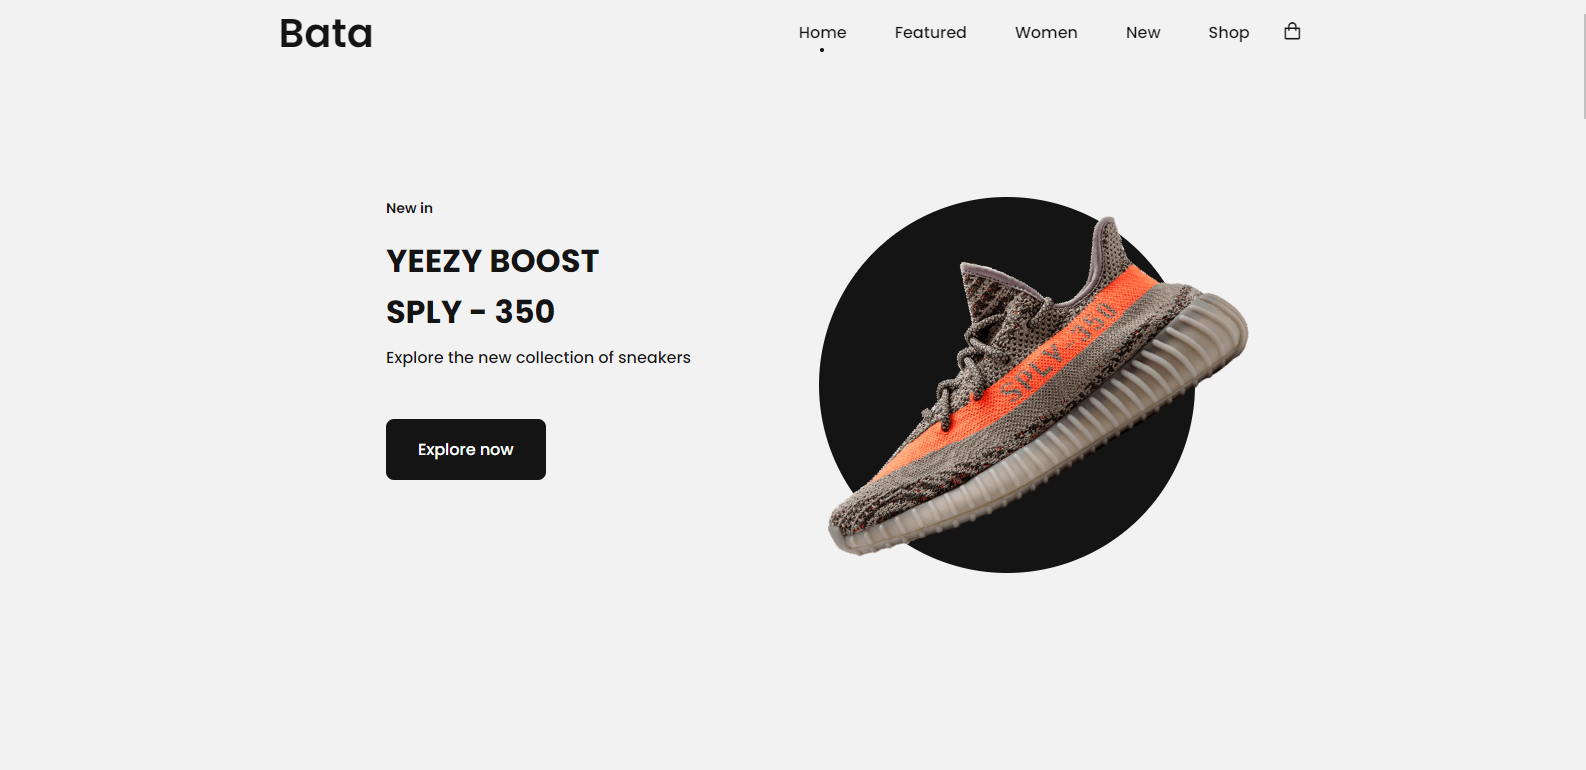 Bata
Home Featured Women New Shop
New in
YEEZY BOOST
SPLY - 350
Explore the new collection of sneakers
Explore now
SPLY-350